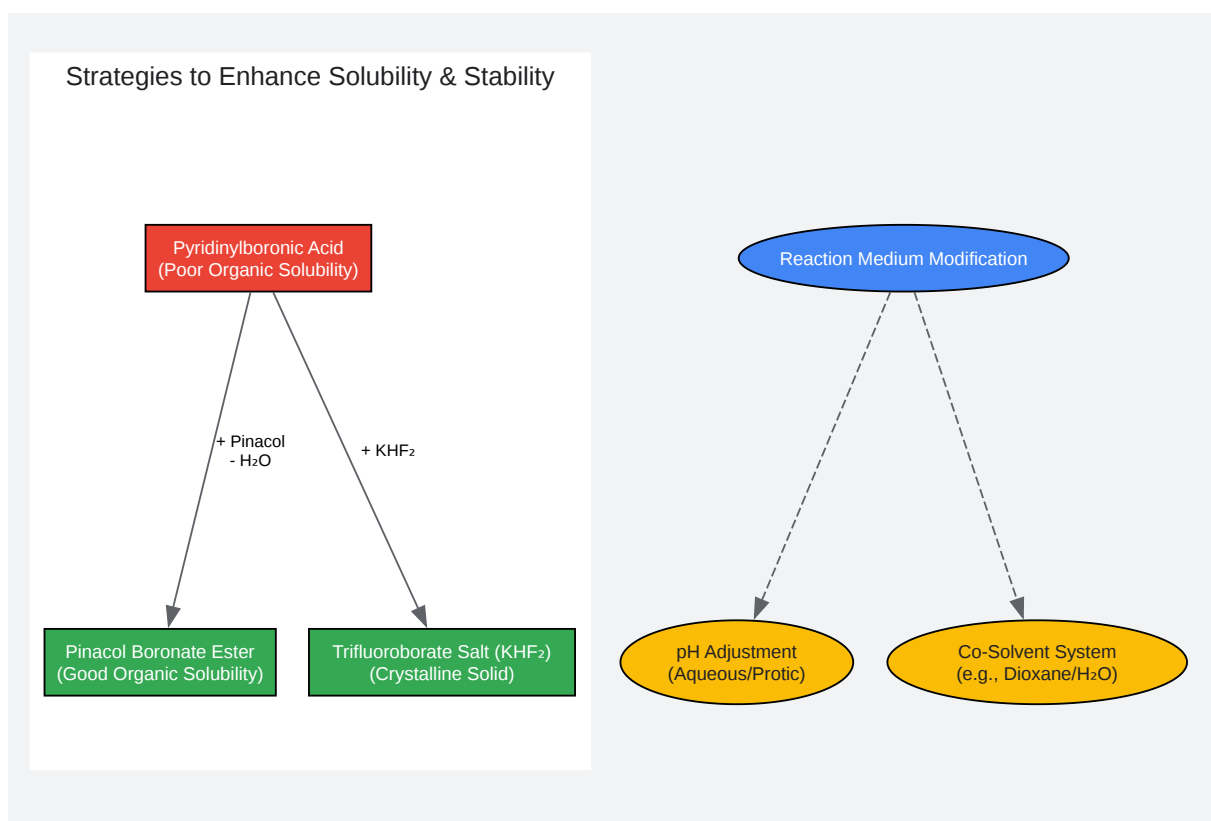 Strategies to Enhance Solubility & Stability
Pyridinylboronic Acid
(Poor Organic Solubility)
Reaction Medium Modification
+ Pinacol
- H₂O
+ KHF₂
Pinacol Boronate Ester
(Good Organic Solubility)
Trifluoroborate Salt (KHF₂)
(Crystalline Solid)
pH Adjustment
(Aqueous/Protic)
Co-Solvent System
(e.g., Dioxane/H₂O)